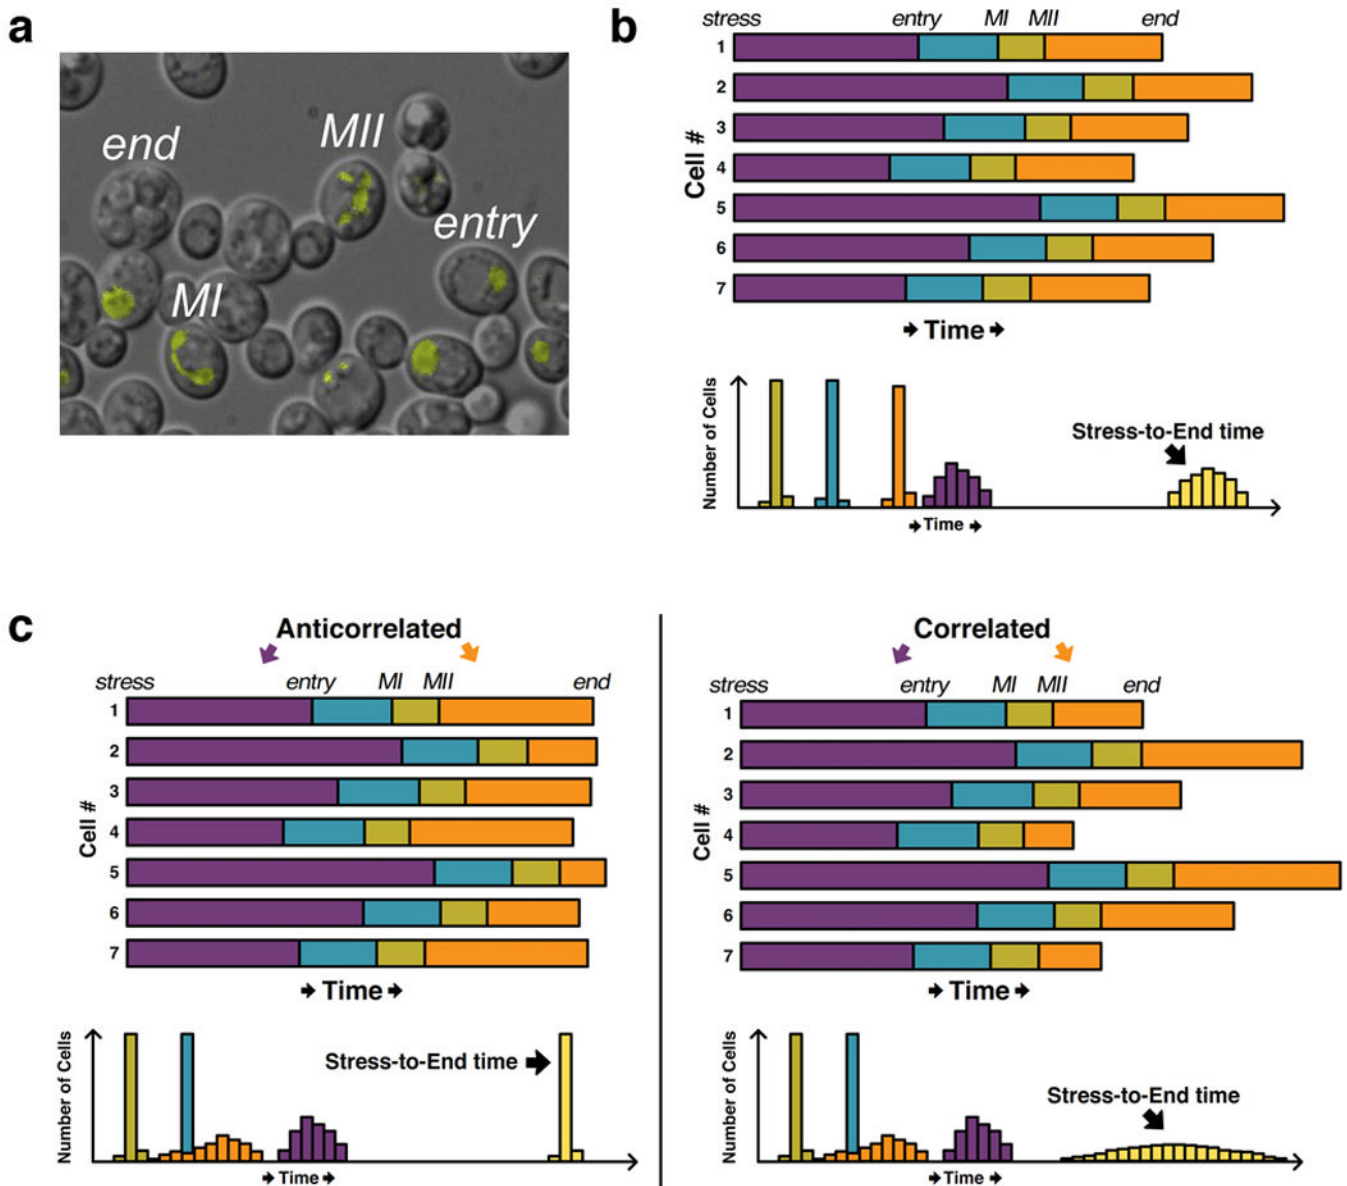 a
end
MII
entry
MI
b
stress entry MI MII end
1
2
3
4
5
6
7
Cell #
Time
Number of Cells
Stress-to-End time
Time
c
Anticorrelated
stress entry MI MII end
1
2
3
4
5
6
7
Cell #
Time
Number of Cells
Stress-to-End time
Time
Correlated
stress entry MI MII end
1
2
3
4
5
6
7
Cell #
Time
Number of Cells
Stress-to-End time
Time